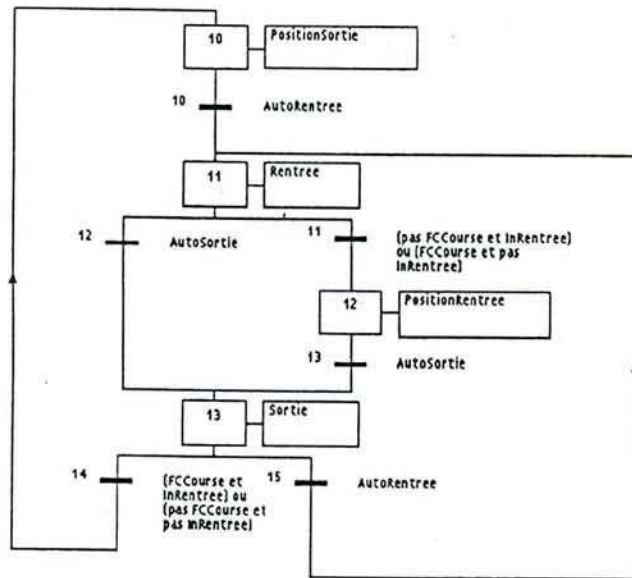 10
PositionSortie
10
AutoRentree
11
Rentree
12
AutoSortie
11
(pas FCCourse et InRentree)
ou (FCCourse et pas
InRentree)
12
PositionRentree
13
AutoSortie
13
Sortie
14
(FCCourse et
InRentree) ou
(pas FCCourse et
pas InRentree)
15
AutoRentree